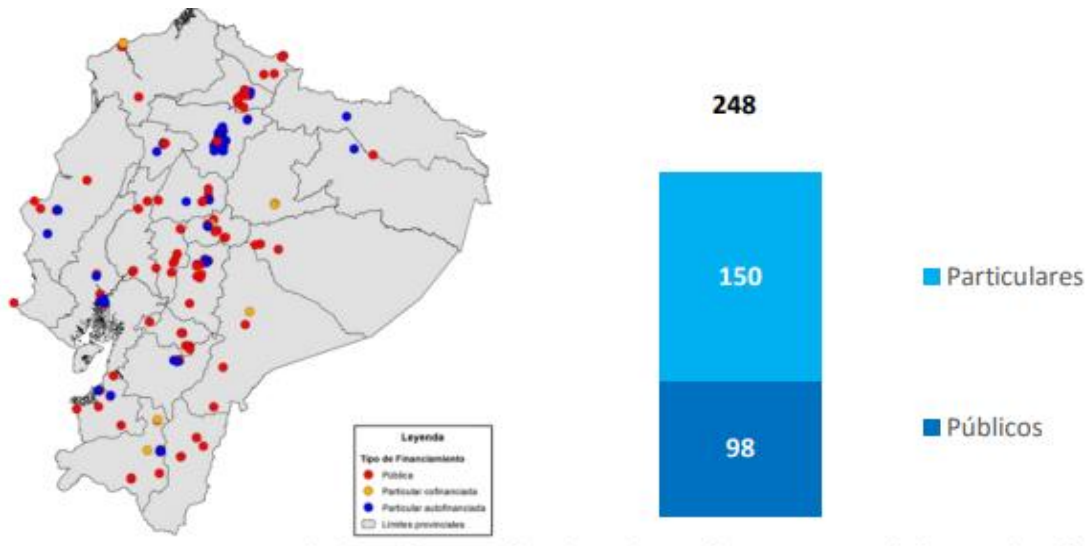 248
150
98
Particulares
Públicos
Leyenda
Tipo de Financiamiento
Pública
Particular cofinanciada
Particular autofinanciada
Límites provinciales